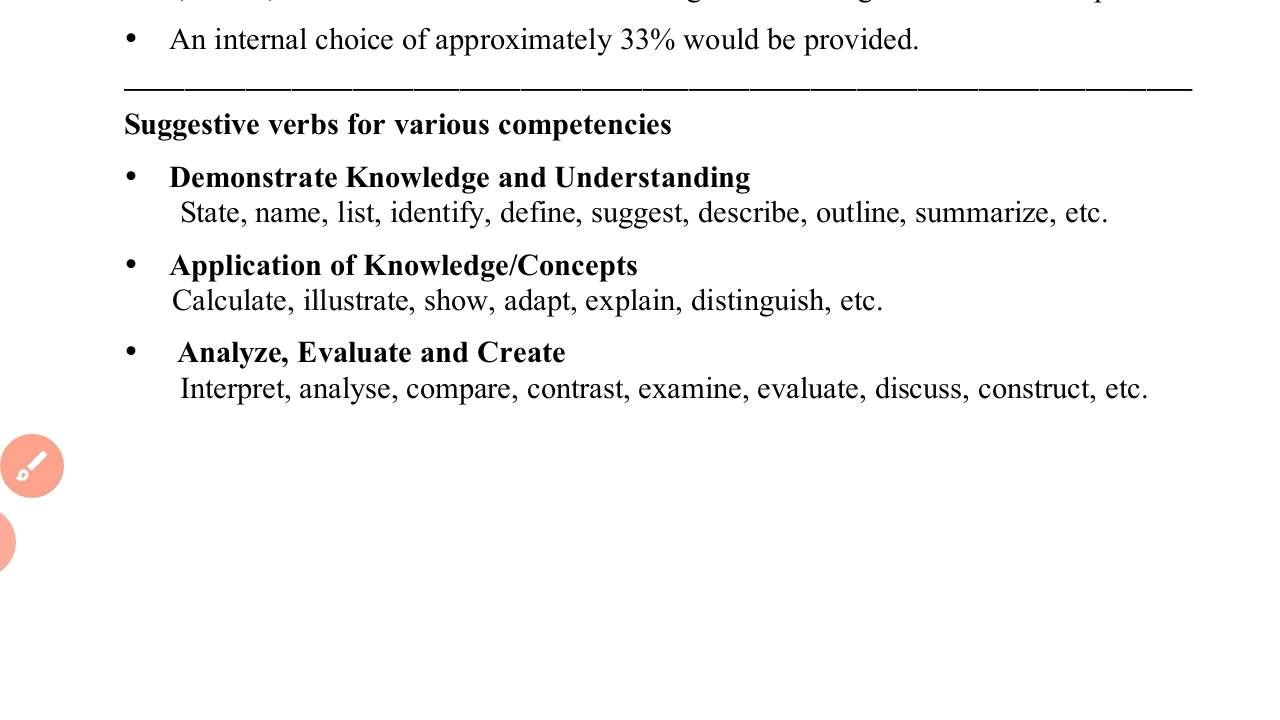 • An internal choice of approximately 33% would be provided.
Suggestive verbs for various competencies
• Demonstrate Knowledge and Understanding
State, name, list, identify, define, suggest, describe, outline, summarize, etc.
• Application of Knowledge/Concepts
Calculate, illustrate, show, adapt, explain, distinguish, etc.
• Analyze, Evaluate and Create
Interpret, analyse, compare, contrast, examine, evaluate, discuss, construct, etc.